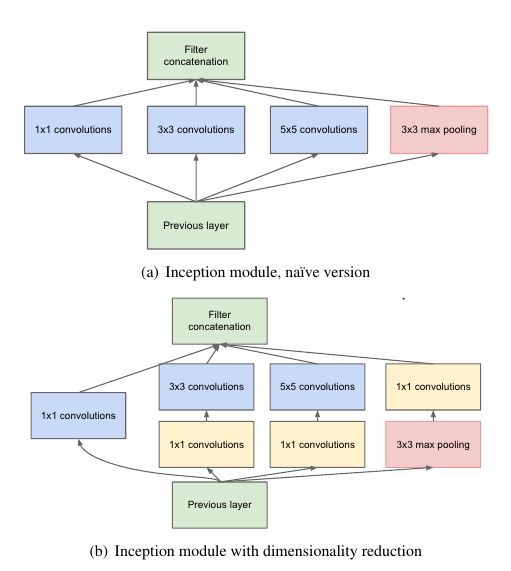 Filter
concatenation
1x1 convolutions
3x3 convolutions
5x5 convolutions
3x3 max pooling
Previous layer
(a) Inception module, naïve version
Filter
concatenation
3x3 convolutions
5x5 convolutions
1x1 convolutions
1x1 convolutions
1x1 convolutions
1x1 convolutions
3x3 max pooling
Previous layer
(b) Inception module with dimensionality reduction